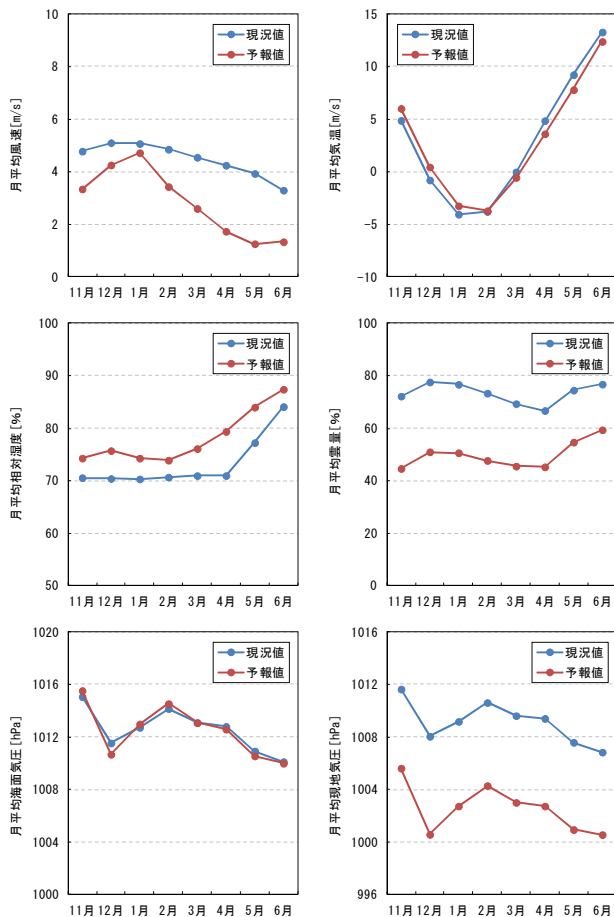 10
8
6
4
2
0
月平均風速[m/s]
現況値
予報値
11月 12月 1月 2月 3月 4月 5月 6月
15
10
5
0
-5
-10
月平均気温[m/s]
現況値
予報値
11月 12月 1月 2月 3月 4月 5月 6月
100
90
80
70
60
50
月平均相対湿度[%]
現況値
予報値
11月 12月 1月 2月 3月 4月 5月 6月
100
80
60
40
20
0
月平均雲量[%]
現況値
予報値
11月 12月 1月 2月 3月 4月 5月 6月
1020
1016
1012
1008
1004
1000
月平均海面気圧[hPa]
現況値
予報値
11月 12月 1月 2月 3月 4月 5月 6月
1016
1012
1008
1004
1000
996
月平均現地気圧[hPa]
現況値
予報値
11月 12月 1月 2月 3月 4月 5月 6月